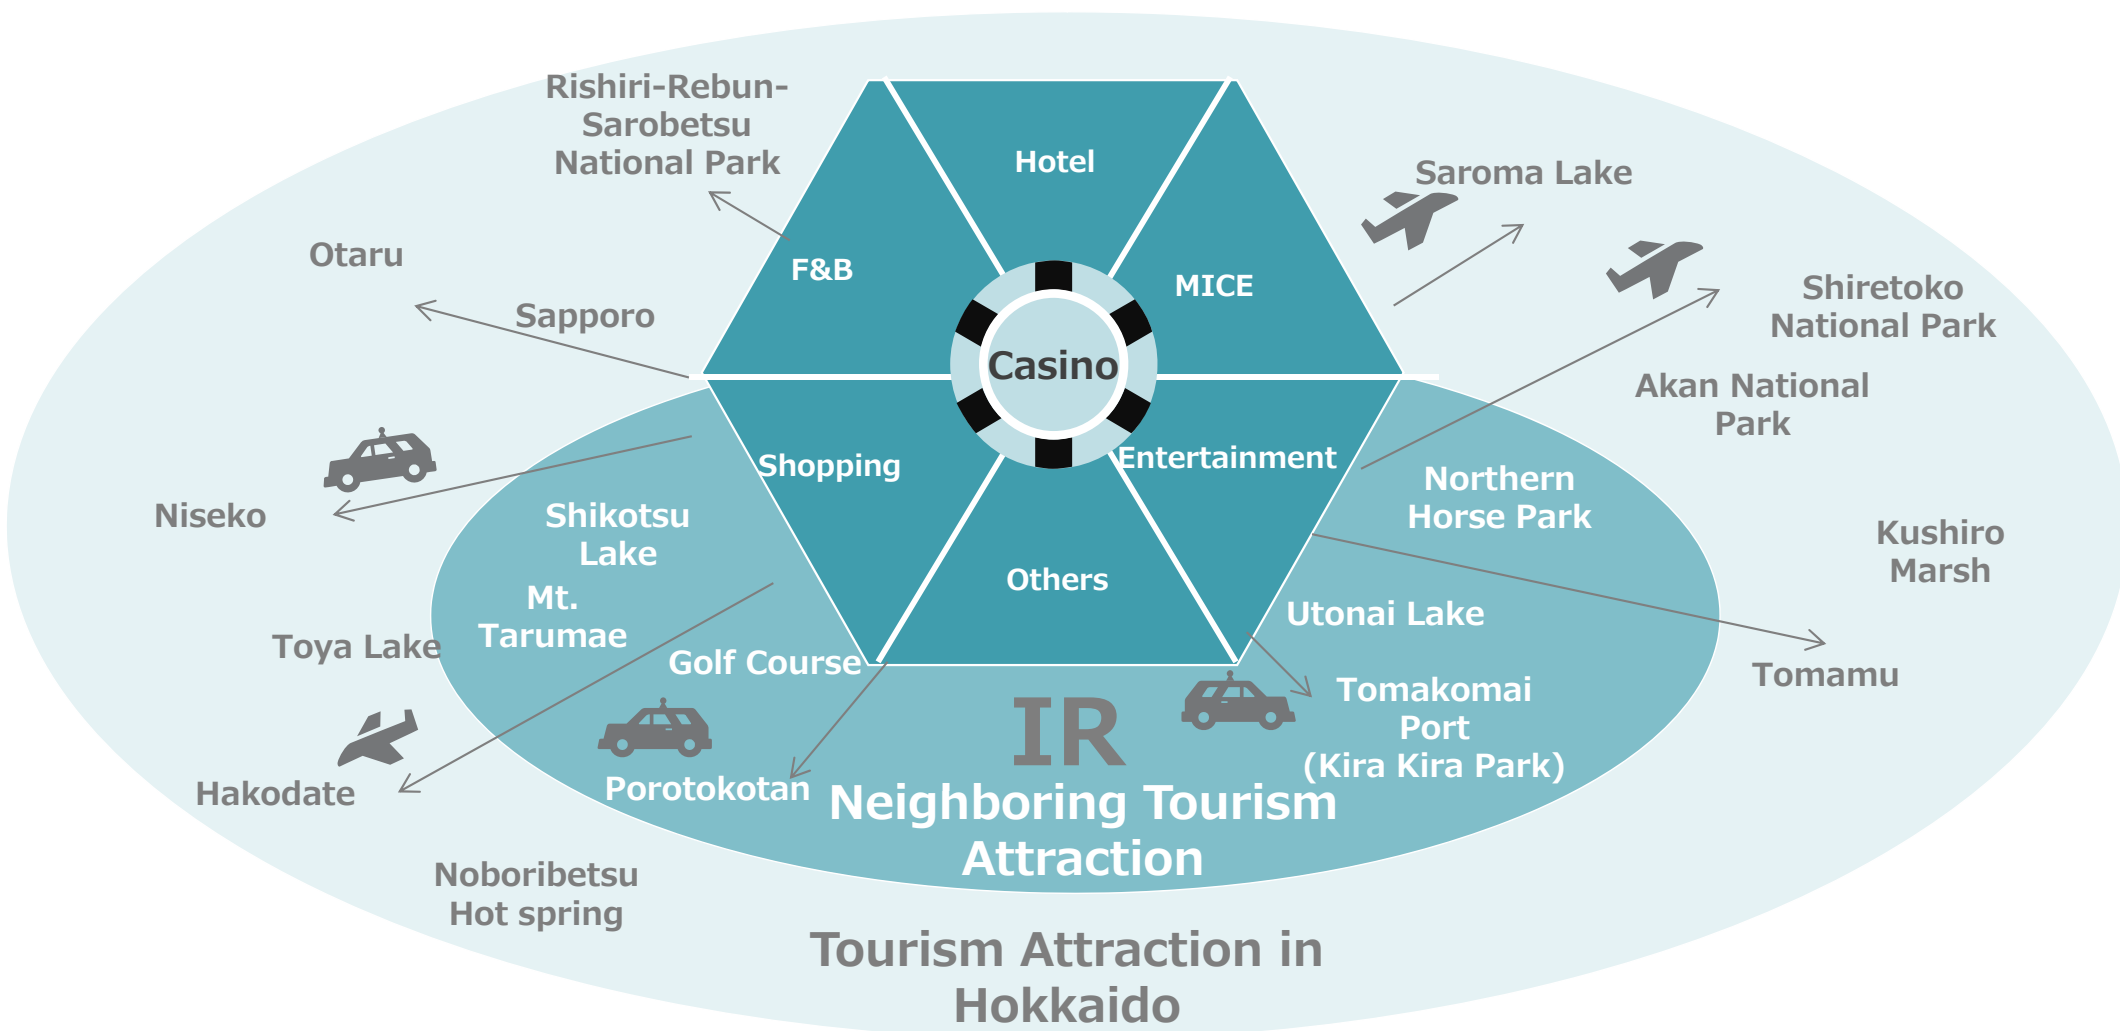 Rishiri-Rebun-
Sarobetsu
National Park
Hotel
Saroma Lake
Otaru
F&B
MICE
Shiretoko
National Park
Sapporo
Casino
Akan National
Park
Shopping
Entertainment
Northern
Horse Park
Niseko
Shikotsu
Lake
Kushiro
Marsh
Others
Mt.
Tarumae
Utonai Lake
Toya Lake
Golf Course
Tomamu
Tomakomai
Port
(Kira Kira Park)
IR
Hakodate
Porotokotan
Neighboring Tourism
Attraction
Noboribetsu
Hot spring
Tourism Attraction in
Hokkaido